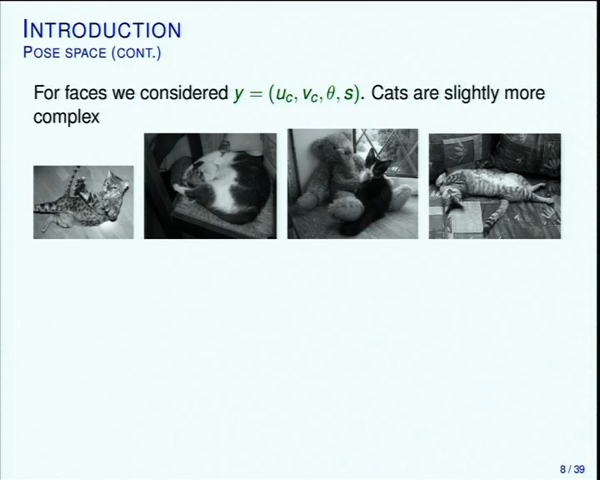 INTRODUCTION
POSE SPACE (CONT.)
For faces we considered y = (u_c, v_c, θ, s). Cats are slightly more
complex
8 / 39